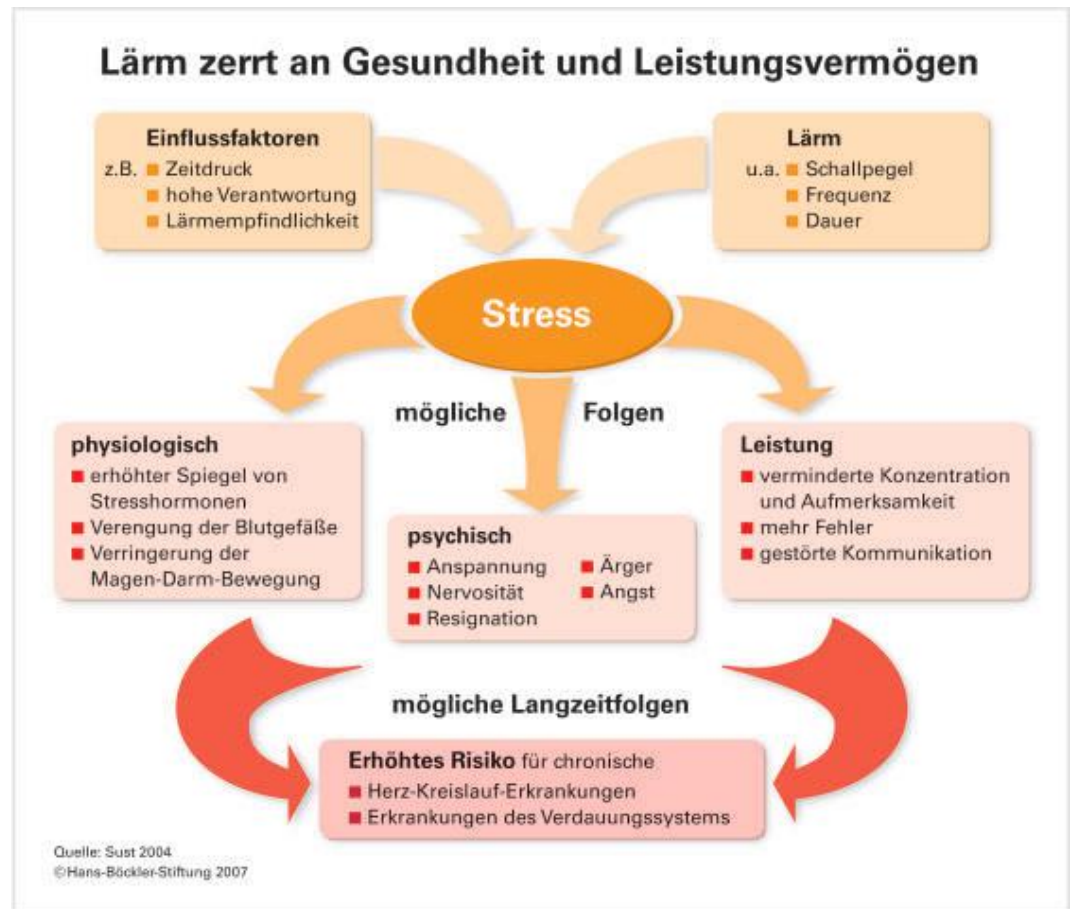 Lärm zerrt an Gesundheit und Leistungsvermögen
Einflussfaktoren
z.B. ■ Zeitdruck
■ hohe Verantwortung
■ Lärmempfindlichkeit
Lärm
u.a. ■ Schallpegel
■ Frequenz
■ Dauer
Stress
mögliche Folgen
physiologisch
■ erhöhter Spiegel von
Stresshormonen
■ Verengung der Blutgefäße
■ Verringerung der
Magen-Darm-Bewegung
psychisch
■ Anspannung ■ Ärger
■ Nervosität ■ Angst
■ Resignation
Leistung
■ verminderte Konzentration
und Aufmerksamkeit
■ mehr Fehler
■ gestörte Kommunikation
mögliche Langzeitfolgen
Erhöhtes Risiko für chronische
■ Herz-Kreislauf-Erkrankungen
■ Erkrankungen des Verdauungssystems
Quelle: Sust 2004
©Hans-Böckler-Stiftung 2007